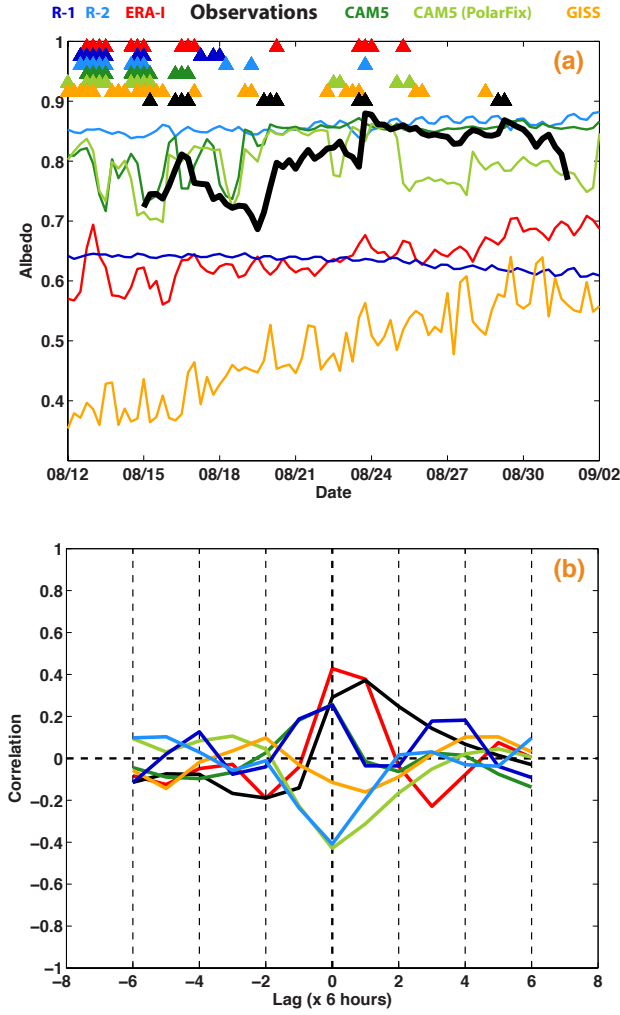 R-1 R-2 ERA-I Observations CAM5 CAM5 (PolarFix) GISS
(a)
1
0.9
0.8
0.7
0.6
0.5
0.4
Albedo
08/12 08/15 08/18 08/21 08/24 08/27 08/30 09/02
Date
(b)
1
0.8
0.6
0.4
0.2
0
−0.2
−0.4
−0.6
−0.8
−1
Correlation
−8 −6 −4 −2 0 2 4 6 8
Lag (x 6 hours)